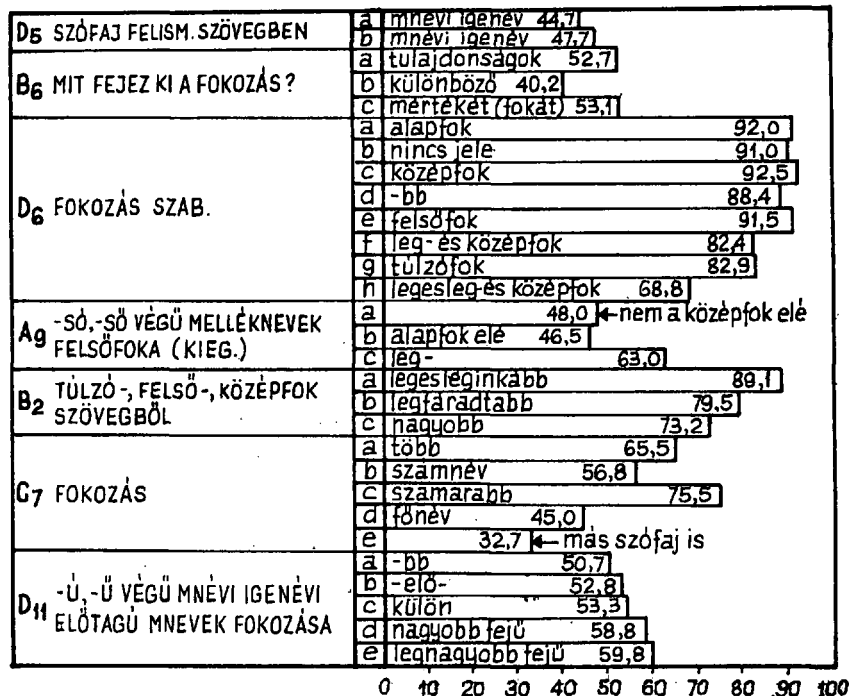 D5 SZÓFAJ FELISM. SZÖVEGBEN
a mnévi igenév 44,7
b mnévi igenév 47,7
B6 MIT FEJEZ KI A FOKOZÁS?
a tulajdonságok 52,7
b különböző 40,2
c mértékét (fokát) 53,1
D6 FOKOZÁS SZAB.
a alapfok 92,0
b nincs jele 91,0
c középfok 92,5
d -bb 88,4
e felsőfok 91,5
f leg- és középfok 82,4
g túlzófok 82,9
h legesleg- és középfok 68,8
A9 -SÓ, -SŐ VÉGŰ MELLÉKNEVEK
FELSŐFOKA (KIEG.)
a 48,0 ← nem a középfok elé
b alapfok elé 46,5
c leg- 63,0
B2 TÚLZÓ-, FELSŐ-, KÖZÉPFOK
SZÖVEGBŐL
a legesleginkább 89,1
b legfáradtabb 79,5
c nagyobb 73,2
C7 FOKOZÁS
a több 65,5
b számnév 56,8
c szamarabb 75,5
d főnév 45,0
e 32,7 ← más szófaj is
D11 -Ú, -Ű VÉGŰ MNÉVI IGENÉVI
ELŐTAGÚ MNEVEK FOKOZÁSA
a -bb 50,7
b -elő- 52,8
c külön 53,3
d nagyobb fejű 58,8
e legnagyobb fejű 59,8
0 10 20 30 40 50 60 70 80 90 100